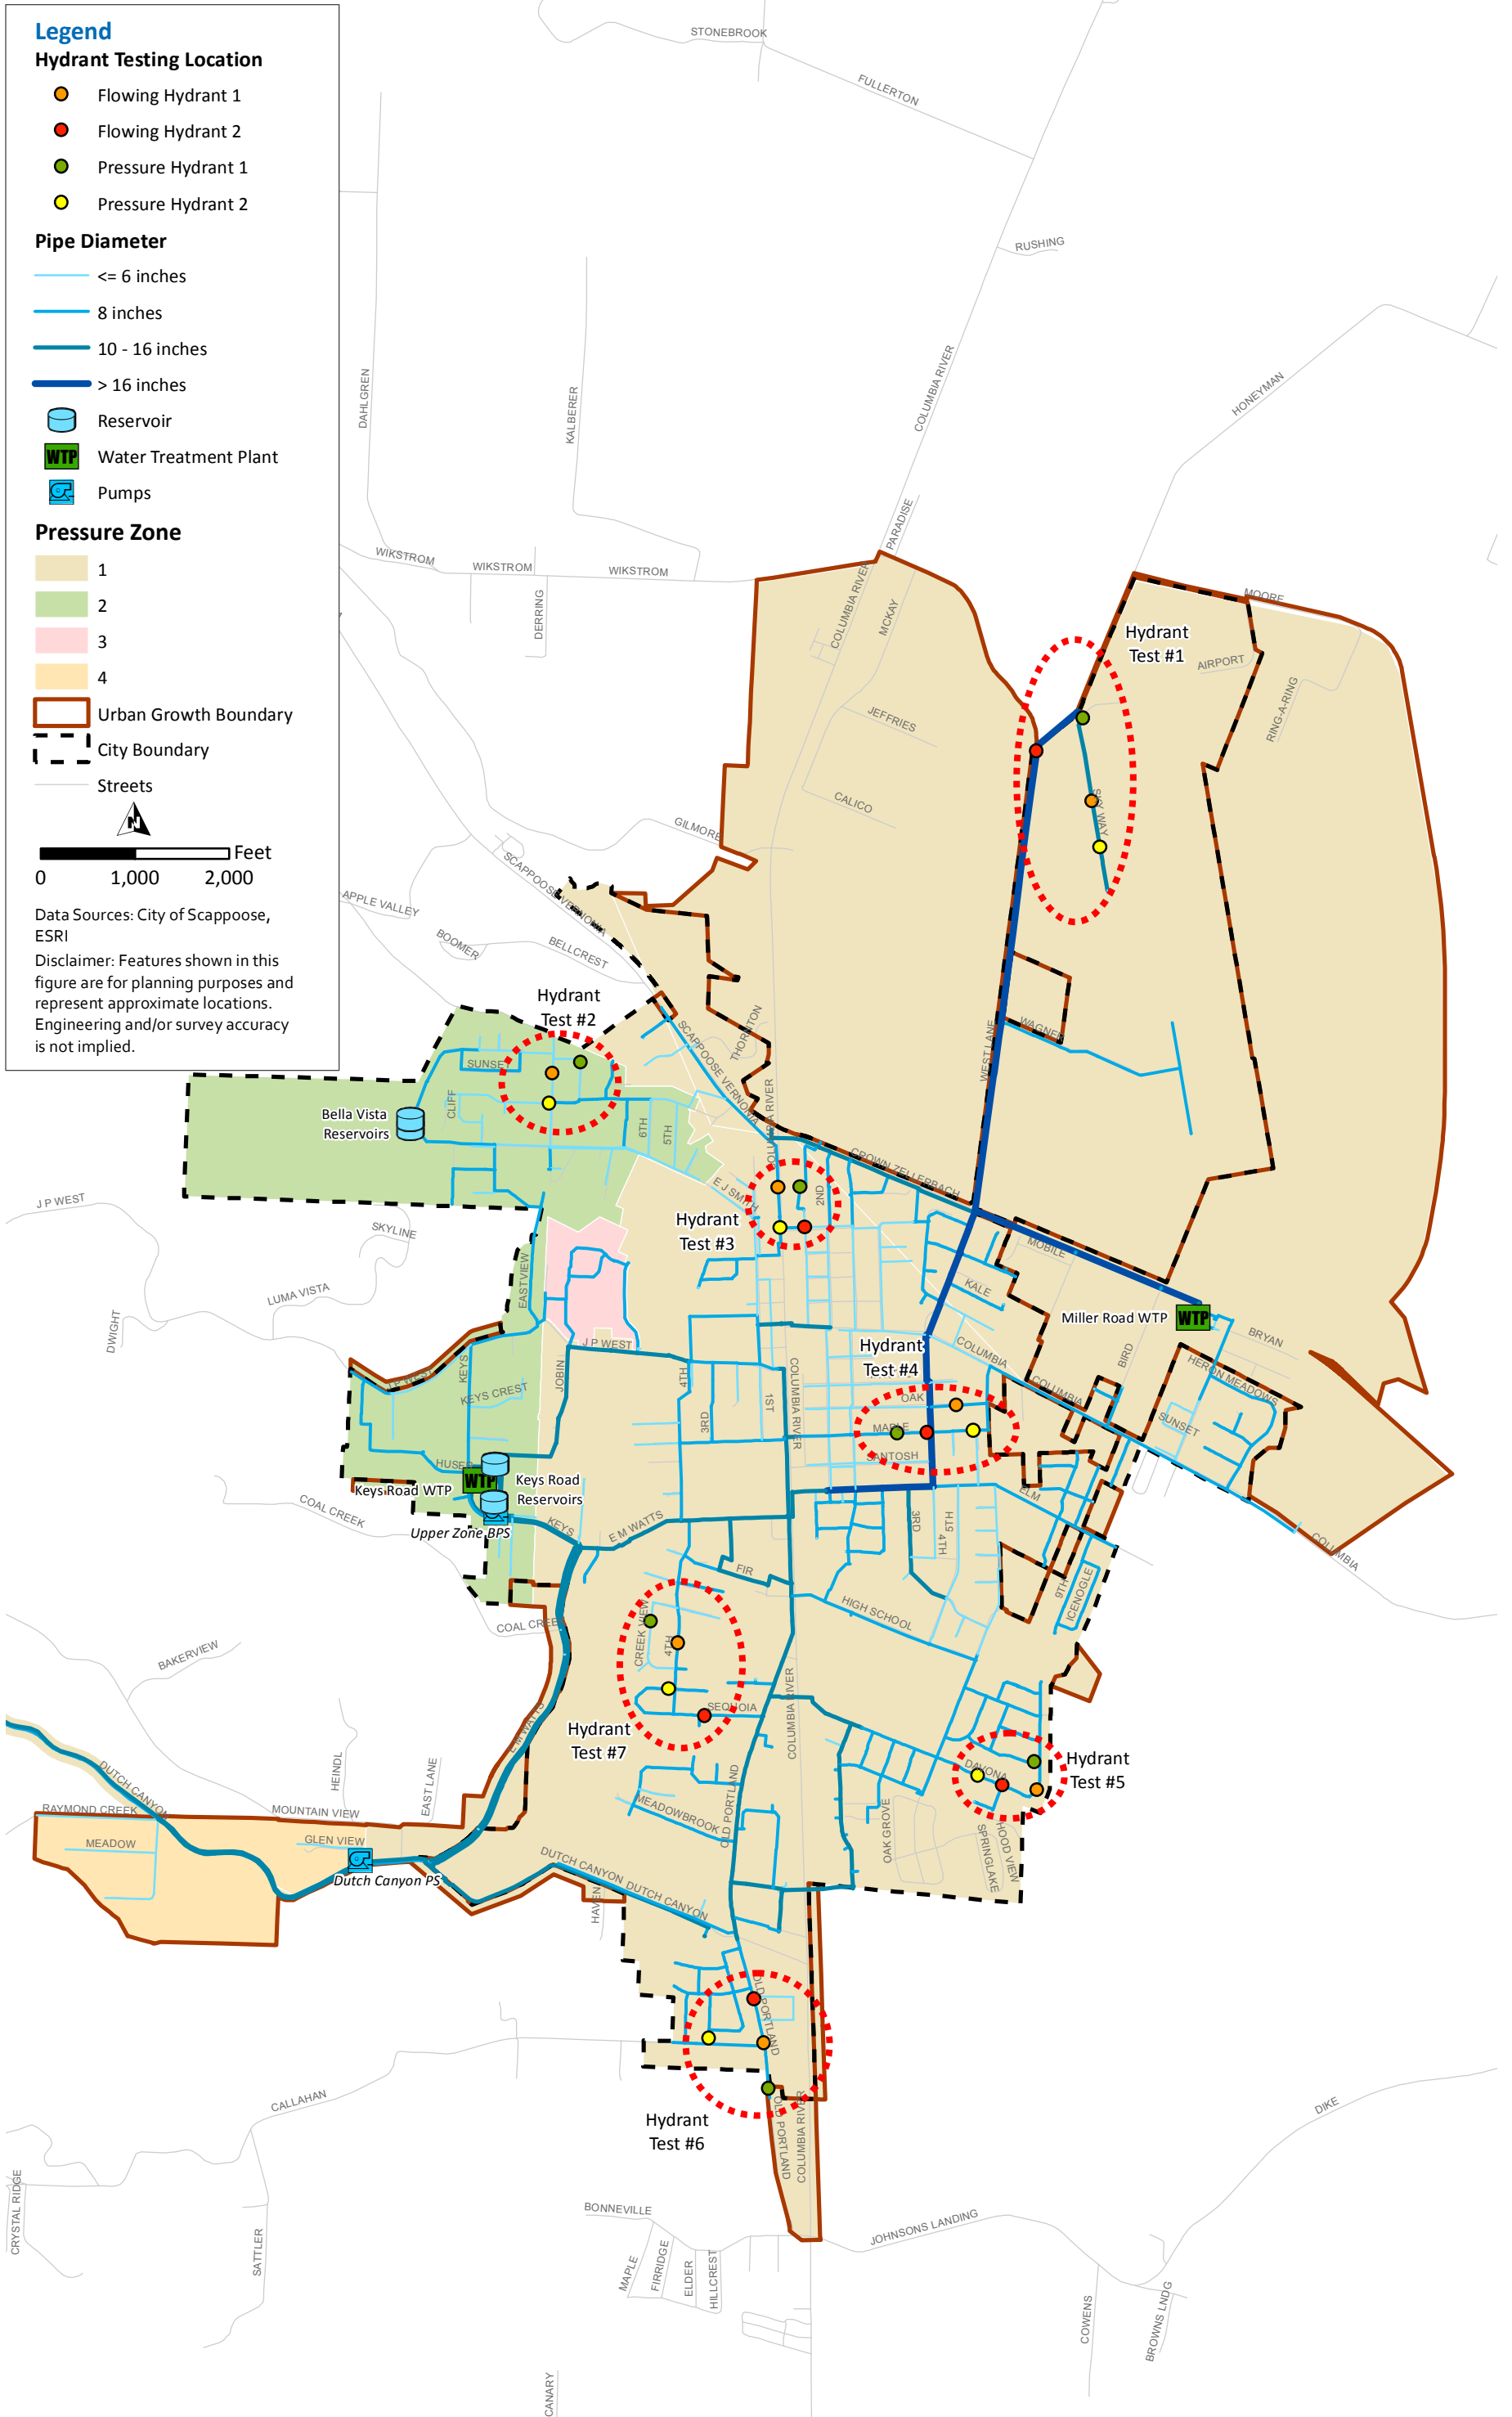 Legend
Hydrant Testing Location
Flowing Hydrant 1
Flowing Hydrant 2
Pressure Hydrant 1
Pressure Hydrant 2
Pipe Diameter
<= 6 inches
8 inches
10 - 16 inches
> 16 inches
Reservoir
WTP Water Treatment Plant
Pumps
Pressure Zone
1
2
3
4
Urban Growth Boundary
City Boundary
Streets
N
Feet
0 1,000 2,000
Data Sources: City of Scappoose,
ESRI
Disclaimer: Features shown in this
figure are for planning purposes and
represent approximate locations.
Engineering and/or survey accuracy
is not implied.
STONEBROOK
FULLERTON
RUSHING
COLUMBIA RIVER
HONEYMAN
DAHLGREN
KALBERER
PARADISE
WIKSTROM
WIKSTROM
WIKSTROM
DERRING
COLUMBIA RIVER
MCKAY
MOORE
Hydrant
Test #1
AIRPORT
RING-A-RING
JEFFRIES
CALICO
SKY WAY
GILMORE
SCAPPOOSE VERNONIA
APPLE VALLEY
BOOMER
BELLCREST
Hydrant
Test #2
THORNTON
SCAPPOOSE VERNONIA
WAGNER
WEST LANE
SUNSET
CLIFF
Bella Vista
Reservoirs
6TH
5TH
COLUMBIA RIVER
CROWN ZELLERBACH
E J SMITH
2ND
Hydrant
Test #3
J P WEST
SKYLINE
LUMA VISTA
DWIGHT
EASTVIEW
MOBILE
KALE
Miller Road WTP
WTP
BRYAN
BIRD
HERON MEADOWS
SUNSET
COLUMBIA
COLUMBIA
COLUMBIA
J P WEST
J P WEST
KEYS
KEYS CREST
JOBIN
4TH
3RD
1ST
COLUMBIA RIVER
Hydrant
Test #4
OAK
MAPLE
SANTOSH
HUSER
WTP
Keys Road WTP
Keys Road
Reservoirs
Upper Zone BPS
KEYS
E M WATTS
COAL CREEK
COAL CREEK
ELM
3RD
4TH
5TH
9TH
ICENOGLE
FIR
HIGH SCHOOL
CREEK VIEW
4TH
SEQUOIA
Hydrant
Test #7
COLUMBIA RIVER
BAKERVIEW
E M WATTS
HEINDL
EAST LANE
DUTCH CANYON
RAYMOND CREEK
MOUNTAIN VIEW
MEADOW
GLEN VIEW
Dutch Canyon PS
MEADOWBROOK
OLD PORTLAND
DAVONA
Hydrant
Test #5
OAK GROVE
SPRINGLAKE
HOOD VIEW
DUTCH CANYON
DUTCH CANYON
HAVEN
OLD PORTLAND
Hydrant
Test #6
OLD PORTLAND
COLUMBIA RIVER
CALLAHAN
CRYSTAL RIDGE
SATTLER
BONNEVILLE
MAPLE
FIRRIDGE
ELDER
HILLCREST
JOHNSONS LANDING
DIKE
COWENS
BROWNS LNDG
CANARY